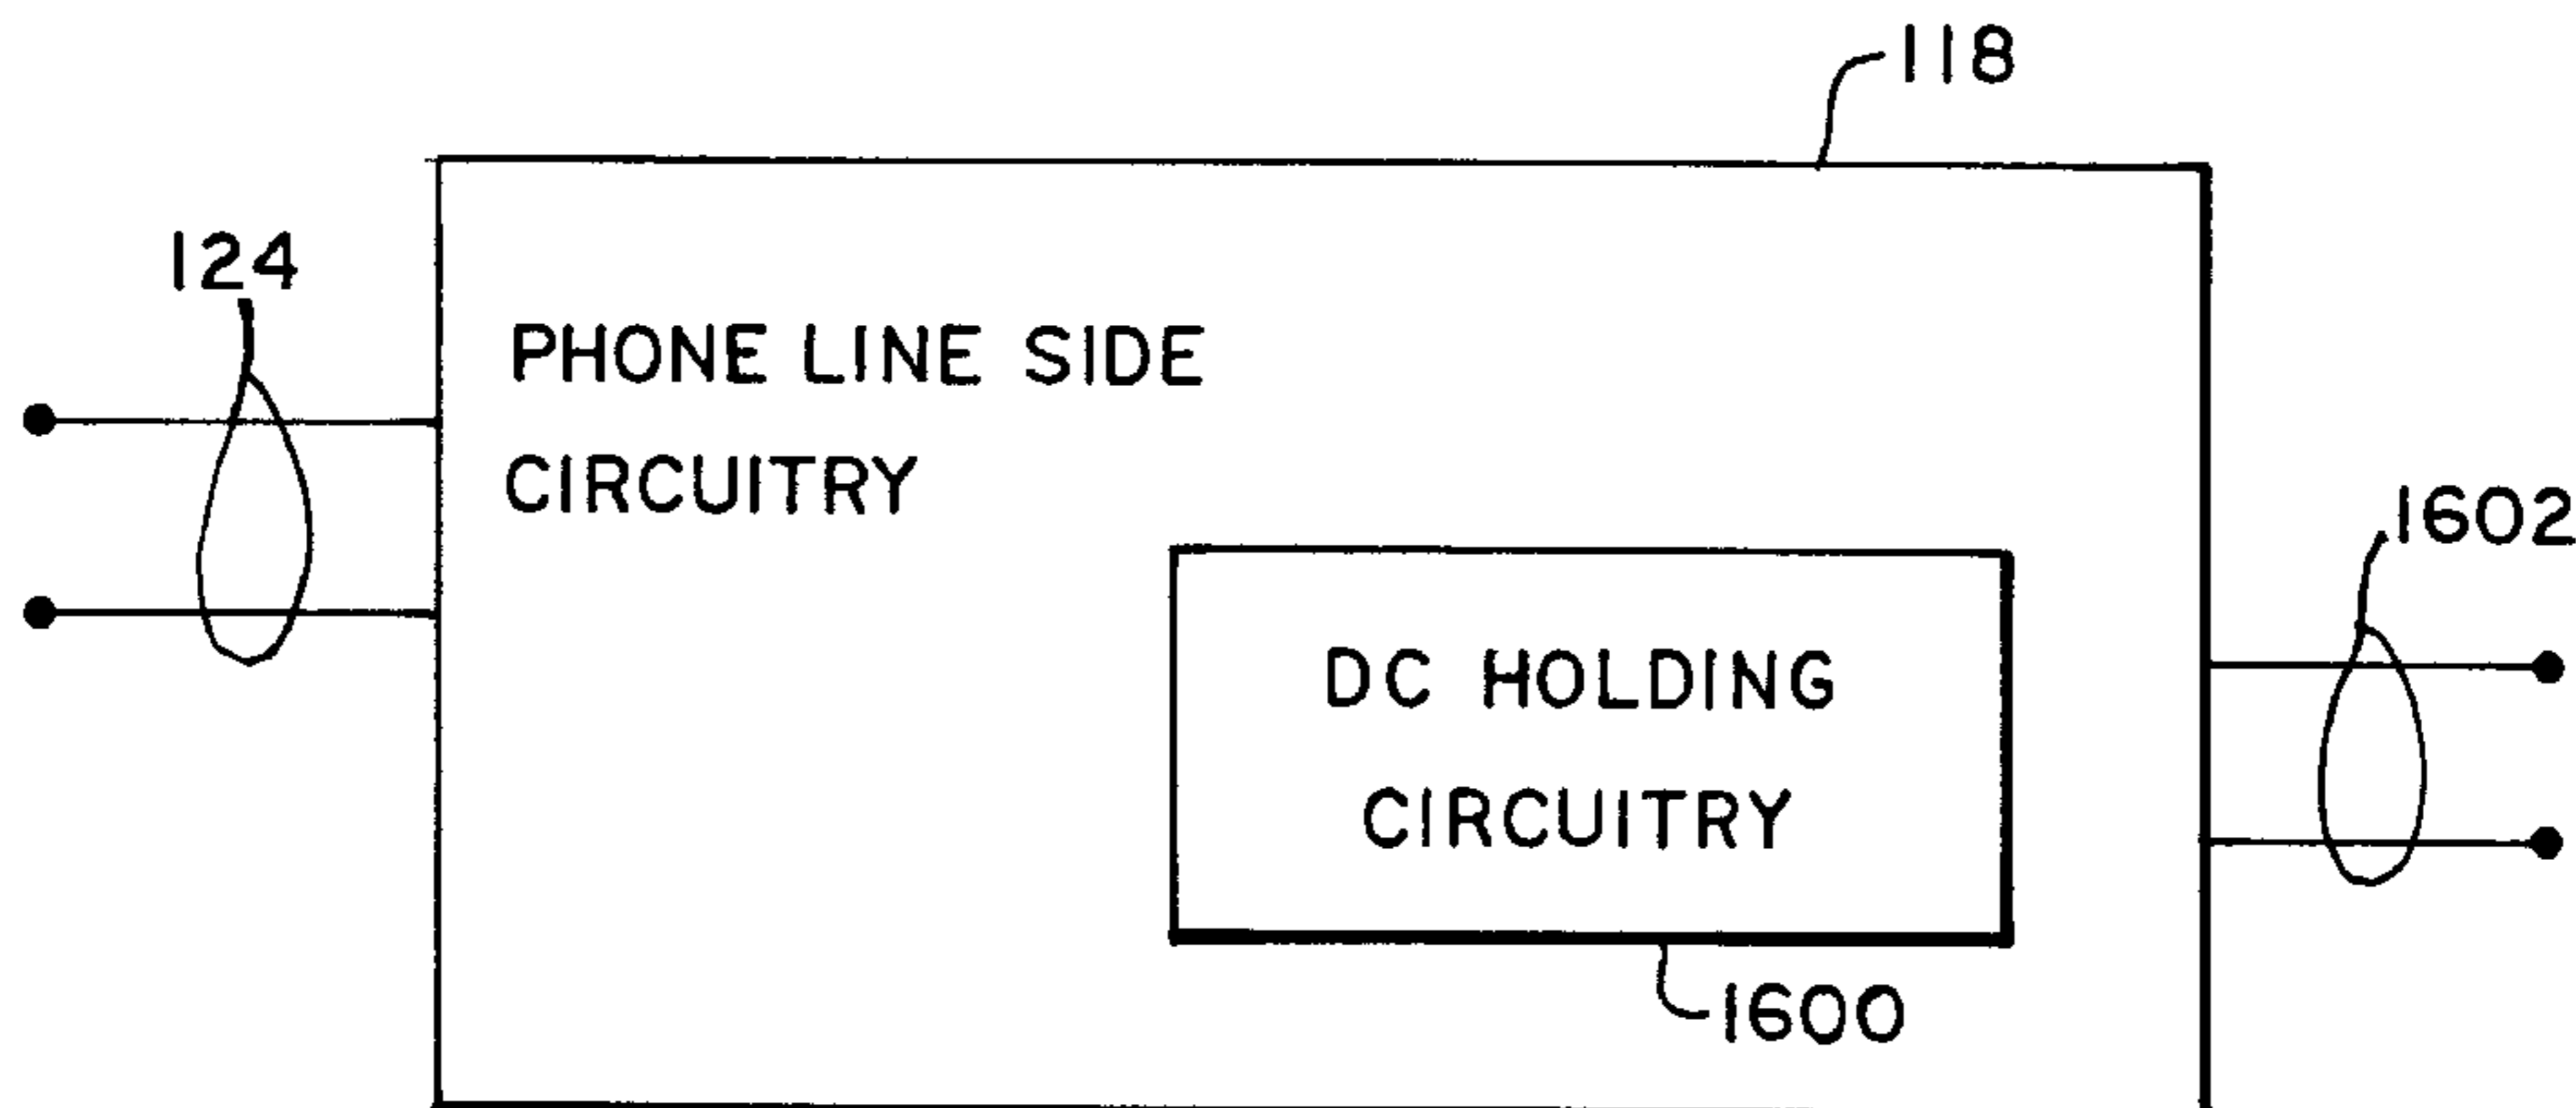 118
124
PHONE LINE SIDE
CIRCUITRY
1602
DC HOLDING
CIRCUITRY
1600